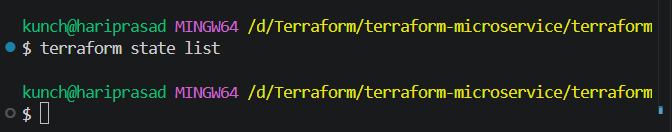 kunch@hariprasad MINGW64 /d/Terraform/terraform-microservice/terraform
$ terraform state list
kunch@hariprasad MINGW64 /d/Terraform/terraform-microservice/terraform
$